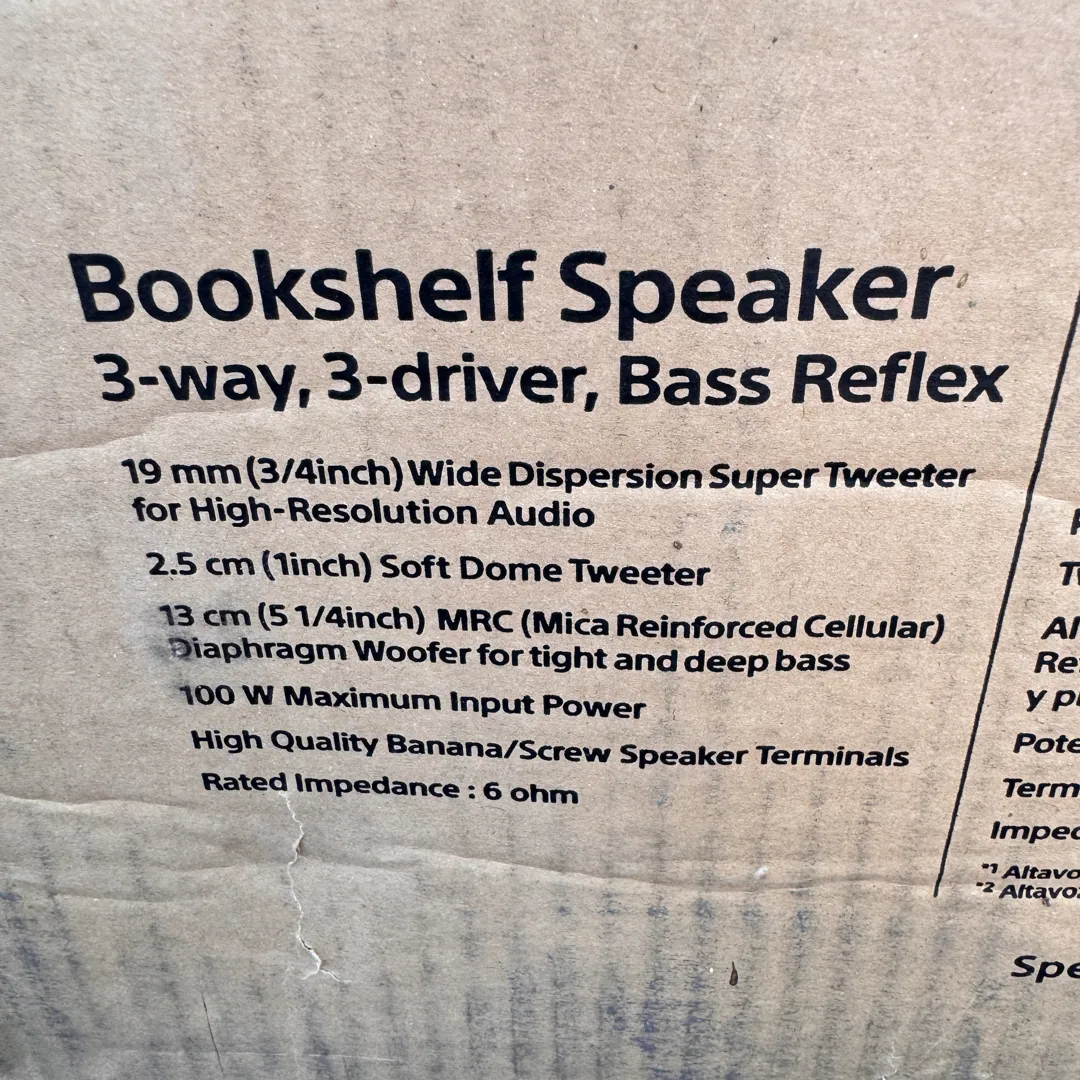 Bookshelf Speaker
3-way, 3-driver, Bass Reflex
19 mm (3/4inch) Wide Dispersion Super Tweeter
for High-Resolution Audio
2.5 cm (1inch) Soft Dome Tweeter
13 cm (5 1/4inch) MRC (Mica Reinforced Cellular)
Diaphragm Woofer for tight and deep bass
100 W Maximum Input Power
High Quality Banana/Screw Speaker Terminals
Rated Impedance : 6 ohm
y
*1
*2